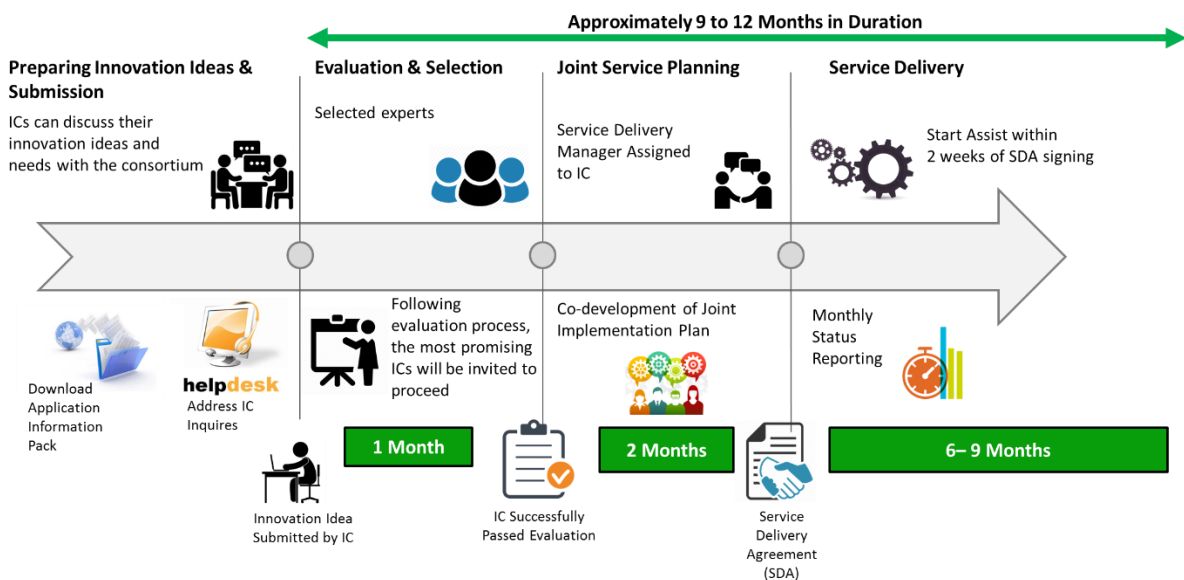 Approximately 9 to 12 Months in Duration
Preparing Innovation Ideas &
Submission
ICs can discuss their
innovation ideas and
needs with the consortium
Evaluation & Selection
Selected experts
Joint Service Planning
Service Delivery
Manager Assigned
to IC
Service Delivery
Start Assist within
2 weeks of SDA signing
Download
Application
Information
Pack
helpdesk
Address IC
Inquires
Innovation Idea
Submitted by IC
Following
evaluation process,
the most promising
ICs will be invited to
proceed
1 Month
IC Successfully
Passed Evaluation
Co-development of Joint
Implementation Plan
2 Months
Service
Delivery
Agreement
(SDA)
Monthly
Status
Reporting
6– 9 Months